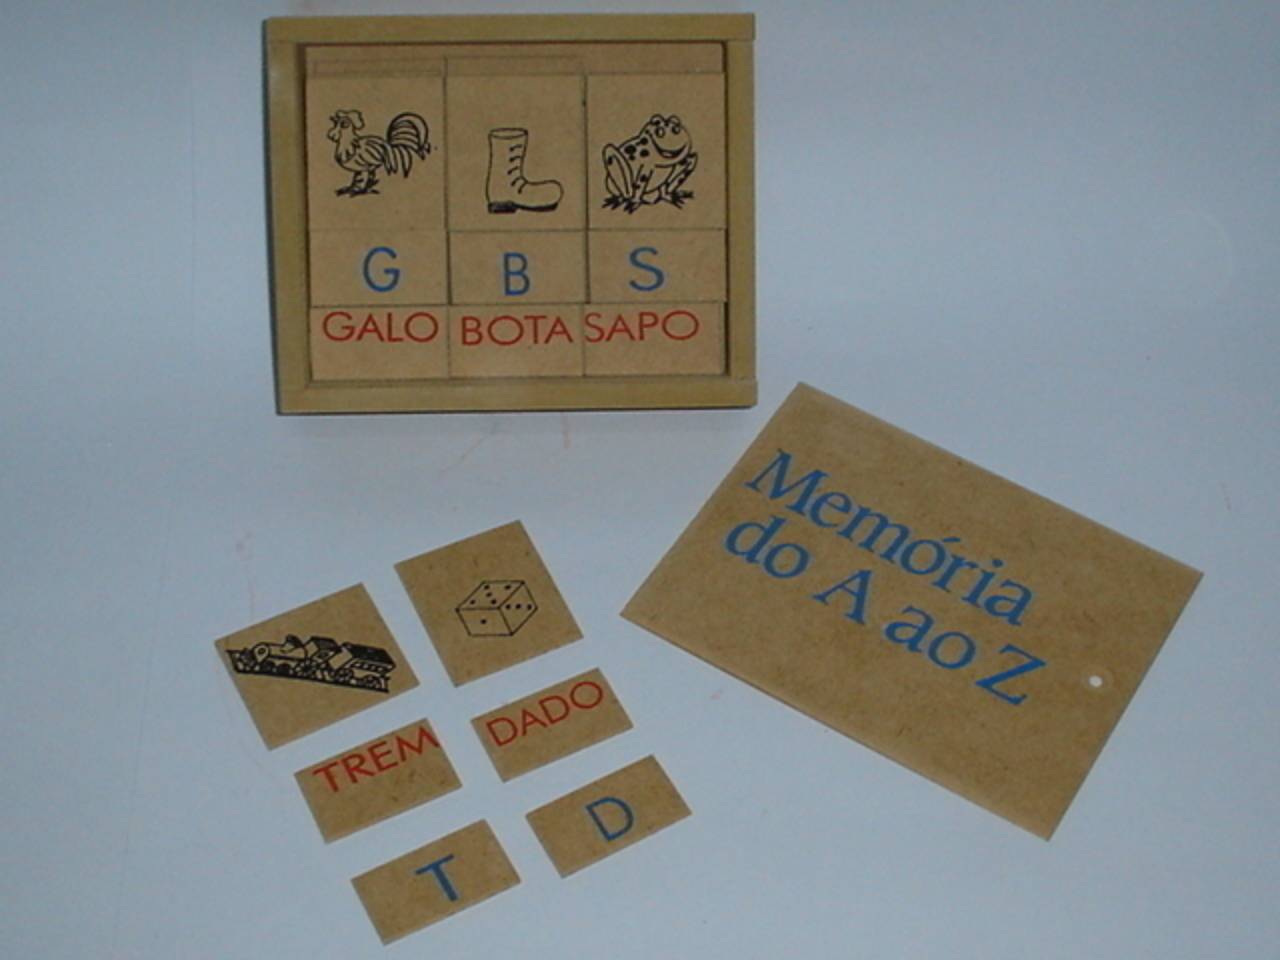 G B S
GALO BOTA SAPO
Memória
do A ao Z
TREM DADO
T D